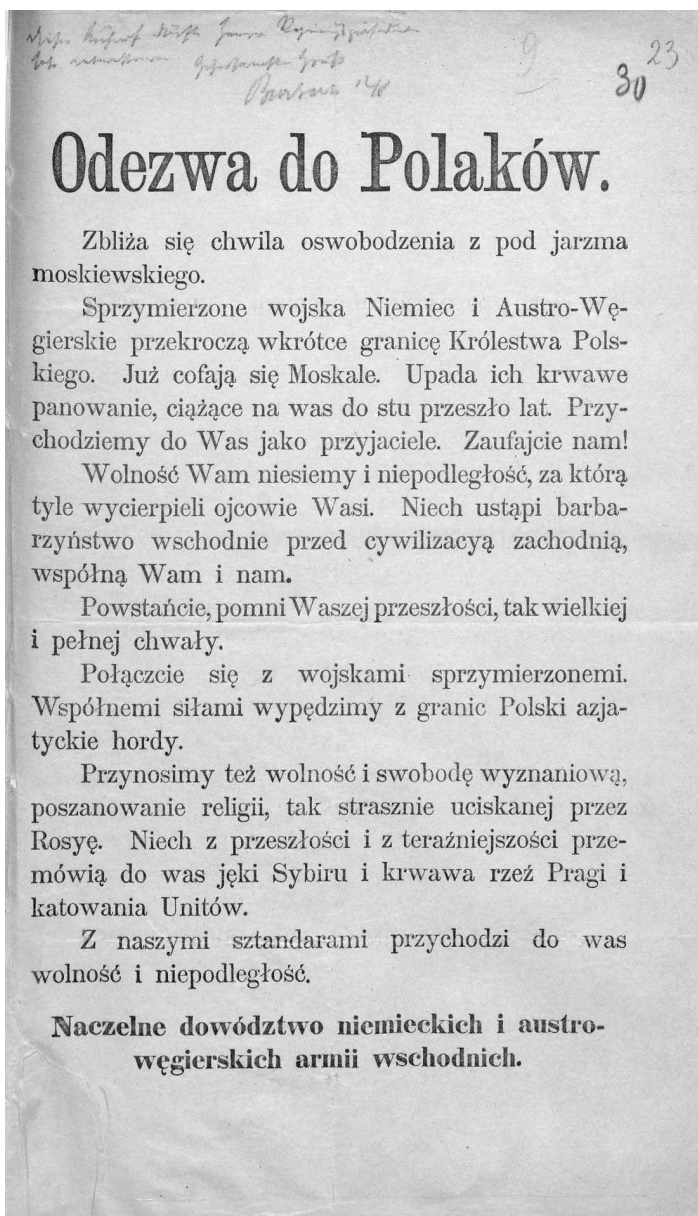 9
23
30
Odezwa do Polaków.
Zbliża się chwila oswobodzenia z pod jarzma
moskiewskiego.
Sprzymierzone wojska Niemiec i Austro-Wę-
gierskie przekroczą wkrótce granicę Królestwa Pols-
kiego. Już cofają się Moskale. Upada ich krwawe
panowanie, ciążące na was do stu przeszło lat. Przy-
chodziemy do Was jako przyjaciele. Zaufajcie nam!
Wolność Wam niesiemy i niepodległość, za którą
tyle wycierpieli ojcowie Wasi. Niech ustąpi barba-
rzyństwo wschodnie przed cywilizacyą zachodnią,
wspólną Wam i nam.
Powstańcie, pomni Waszej przeszłości, tak wielkiej
i pełnej chwały.
Połączcie się z wojskami sprzymierzonemi.
Wspólnemi siłami wypędzimy z granic Polski azja-
tyckie hordy.
Przynosimy też wolność i swobodę wyznaniową,
poszanowanie religii, tak strasznie uciskanej przez
Rosyę. Niech z przeszłości i z teraźniejszości prze-
mówią do was jęki Sybiru i krwawa rzeź Pragi i
katowania Unitów.
Z naszymi sztandarami przychodzi do was
wolność i niepodległość.
Naczelne dowództwo niemieckich i austro-
węgierskich armii wschodnich.